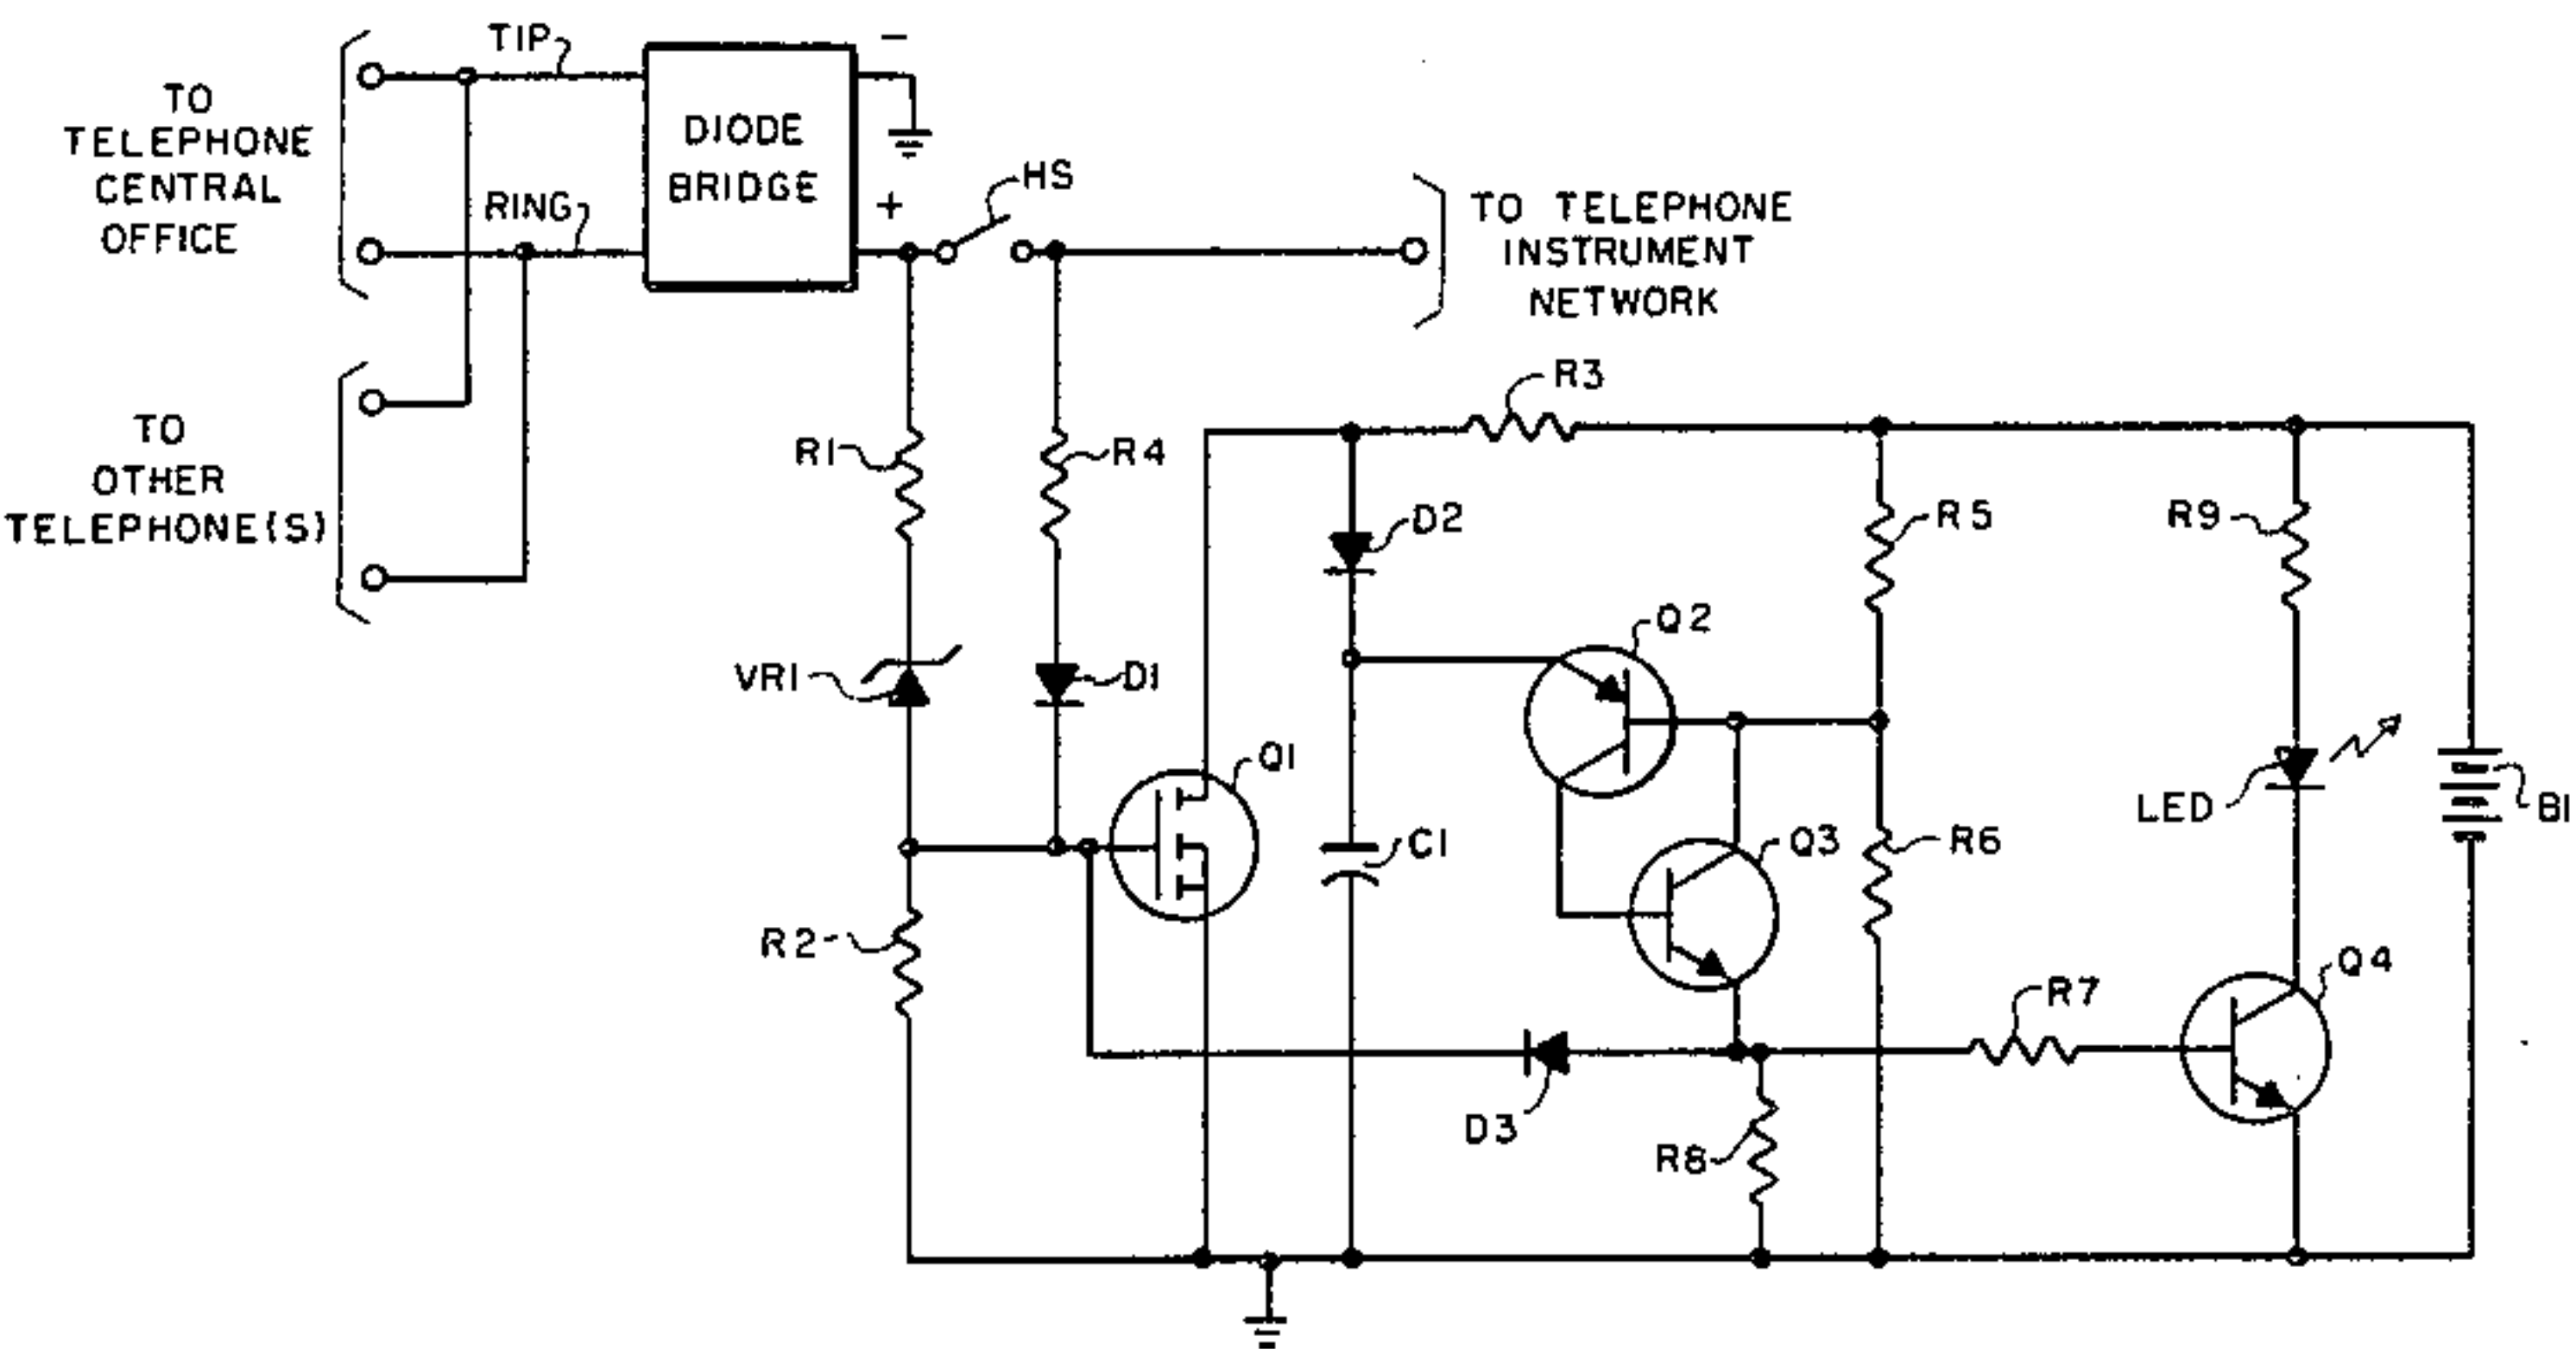 TIP
−
TO
TELEPHONE
CENTRAL
OFFICE
DIODE
BRIDGE
RING
+
HS
TO TELEPHONE
INSTRUMENT
NETWORK
TO
OTHER
TELEPHONE(S)
R3
R1
R4
D2
R5
R9
VR1
D1
Q2
Q1
LED
B1
C1
Q3
R6
R2
Q4
R7
D3
R8